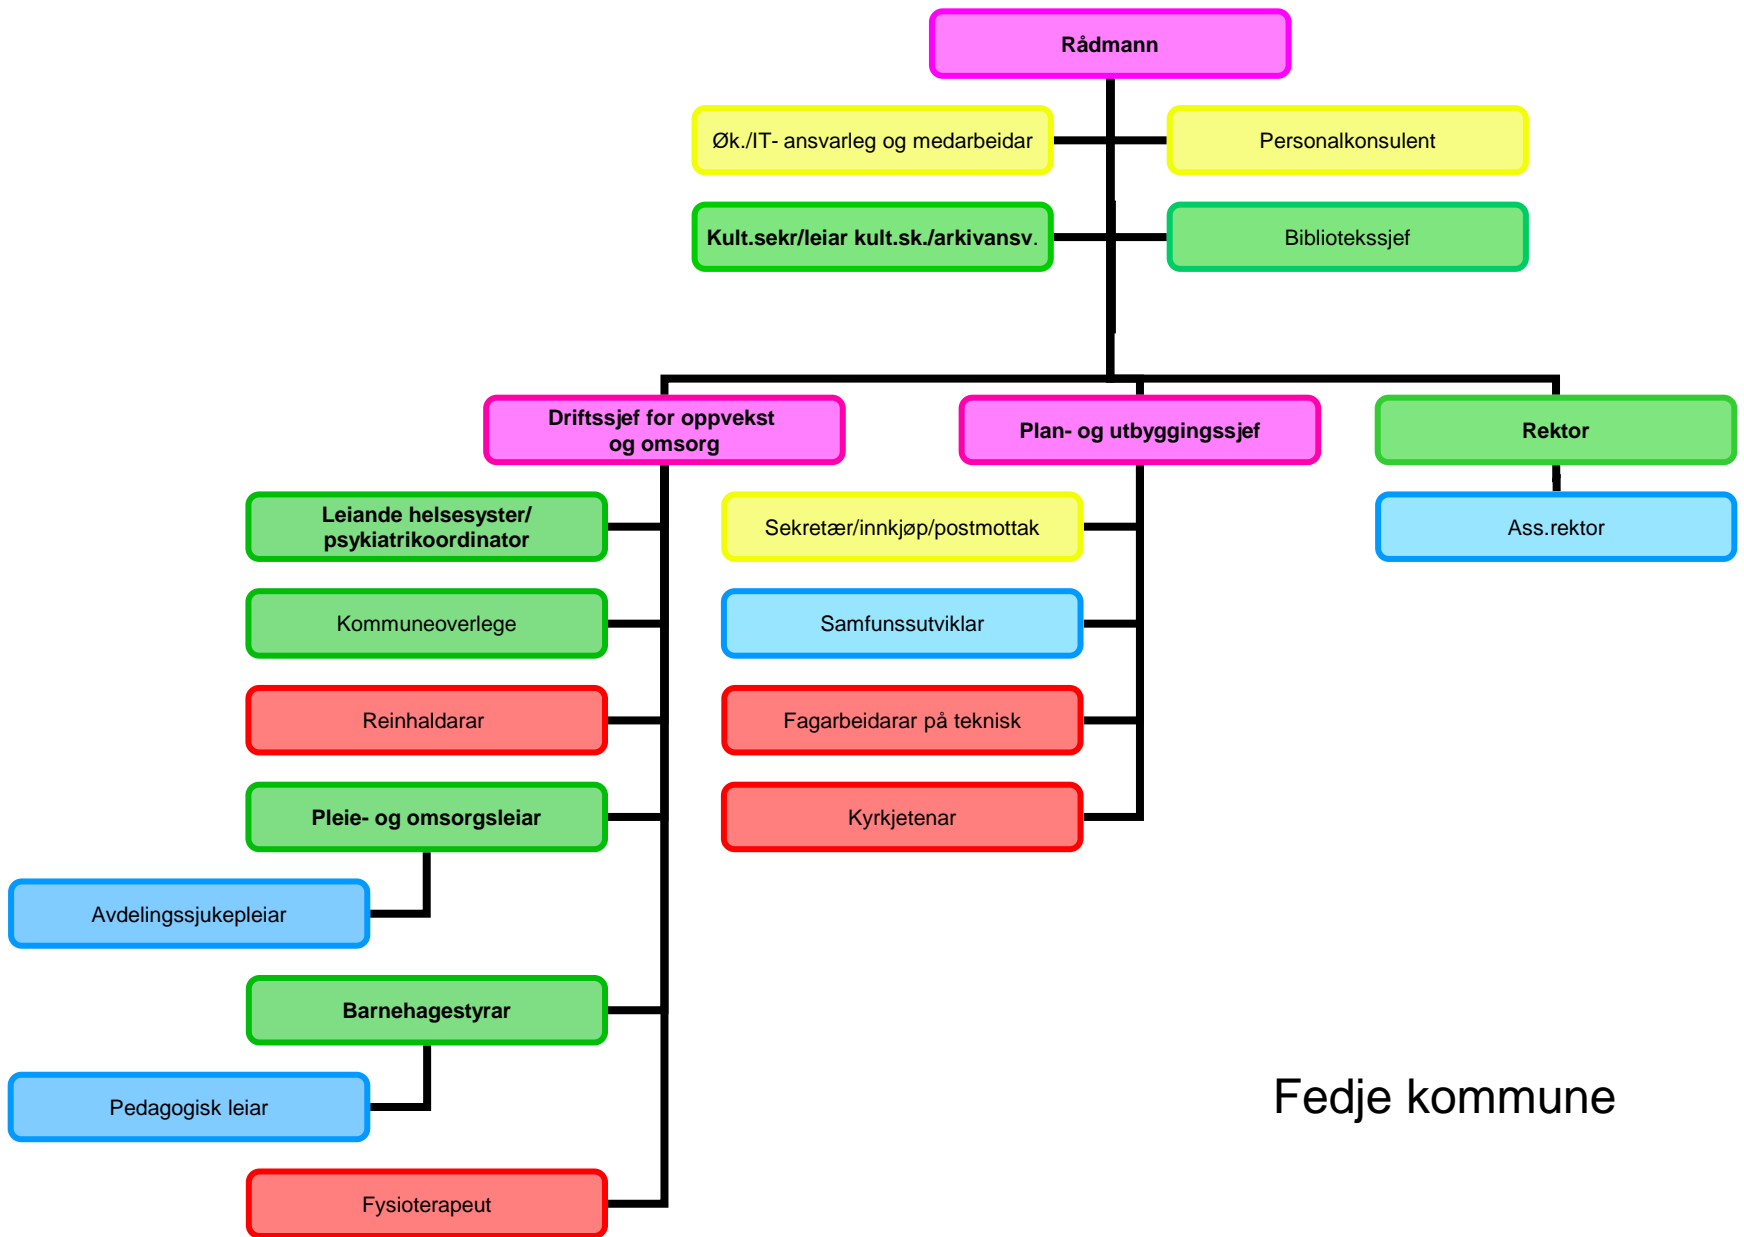 Rådmann
Øk./IT- ansvarleg og medarbeidar
Personalkonsulent
Kult.sekr/leiar kult.sk./arkivansv.
Bibliotekssjef
Driftssjef for oppvekst
og omsorg
Plan- og utbyggingssjef
Rektor
Leiande helsesyster/
psykiatrikoordinator
Sekretær/innkjøp/postmottak
Ass.rektor
Kommuneoverlege
Samfunssutviklar
Reinhaldarar
Fagarbeidarar på teknisk
Pleie- og omsorgsleiar
Kyrkjetenar
Avdelingssjukepleiar
Barnehagestyrar
Pedagogisk leiar
Fedje kommune
Fysioterapeut